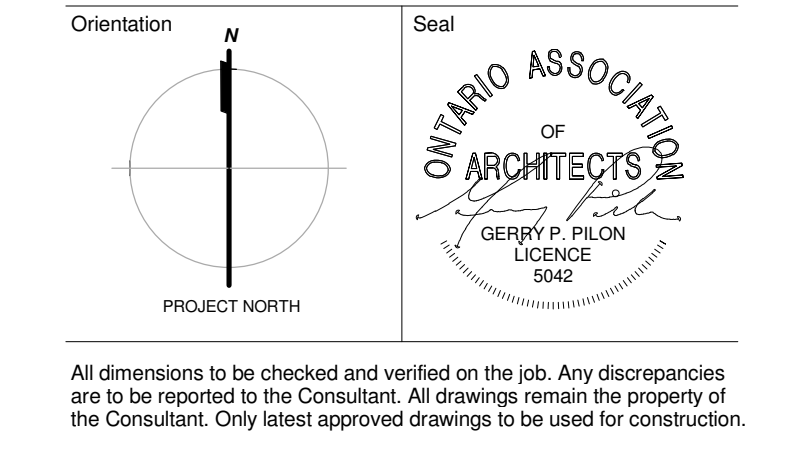 Orientation
N
PROJECT NORTH
Seal
ONTARIO ASSOCIATION
OF
ARCHITECTS
Gerry Pilon
GERRY P. PILON
LICENCE
5042
All dimensions to be checked and verified on the job. Any discrepancies
are to be reported to the Consultant. All drawings remain the property of
the Consultant. Only latest approved drawings to be used for construction.